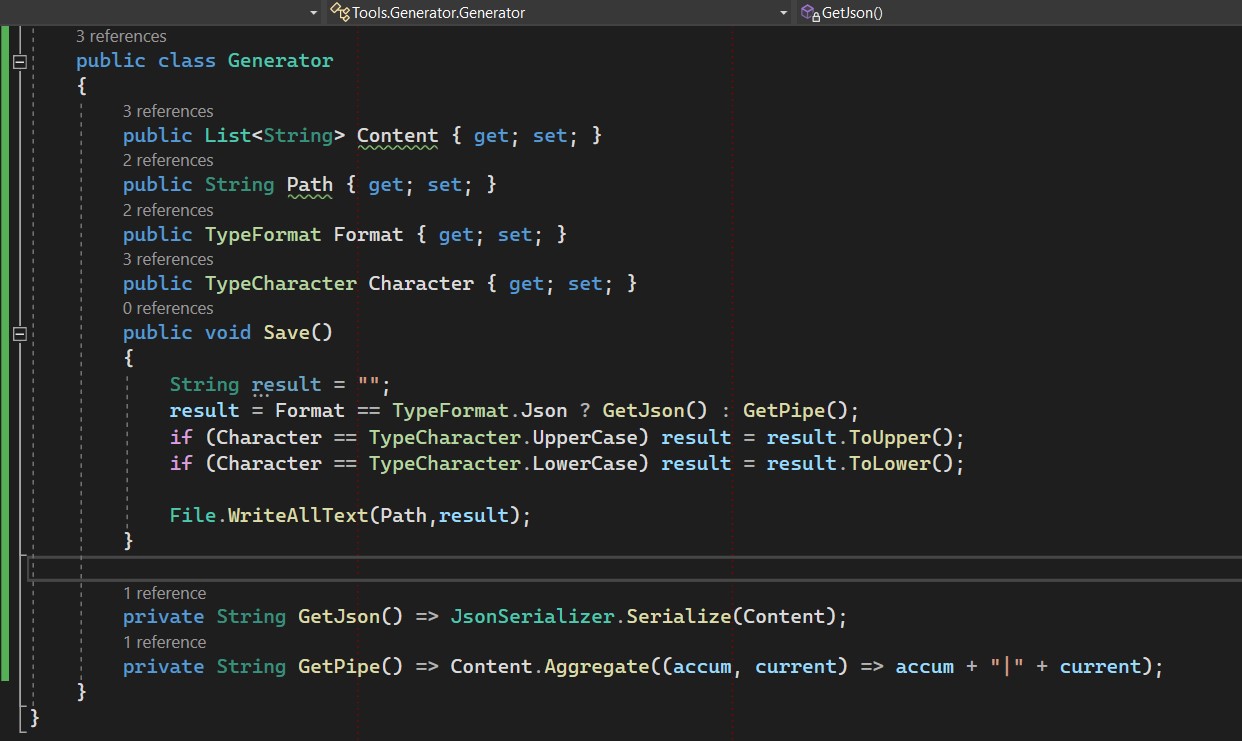 Tools.Generator.Generator GetJson()
3 references
public class Generator
{
3 references
public List<String> Content { get; set; }
2 references
public String Path { get; set; }
2 references
public TypeFormat Format { get; set; }
3 references
public TypeCharacter Character { get; set; }
0 references
public void Save()
{
String result = "";
result = Format == TypeFormat.Json ? GetJson() : GetPipe();
if (Character == TypeCharacter.UpperCase) result = result.ToUpper();
if (Character == TypeCharacter.LowerCase) result = result.ToLower();
File.WriteAllText(Path,result);
}
1 reference
private String GetJson() => JsonSerializer.Serialize(Content);
1 reference
private String GetPipe() => Content.Aggregate((accum, current) => accum + "|" + current);
}
}